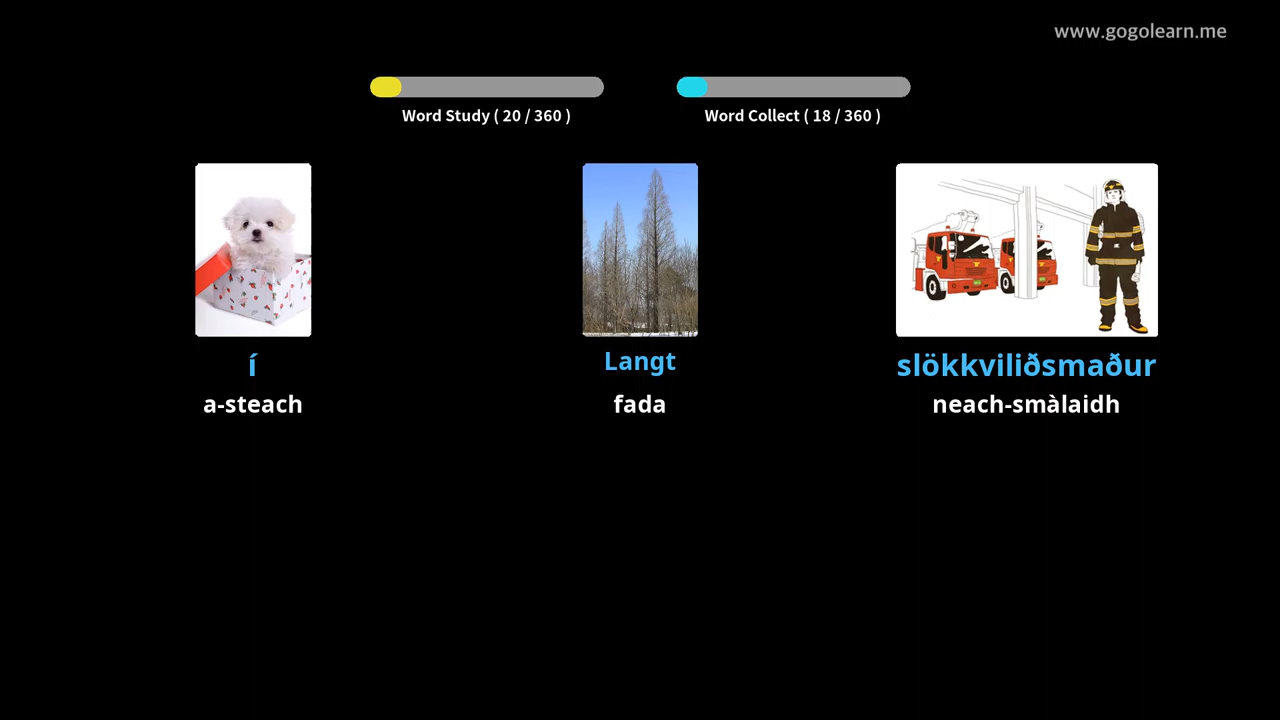 www.gogolearn.me
Word Study ( 20 / 360 )
Word Collect ( 18 / 360 )
í
Langt
slökkviliðsmaður
a-steach
fada
neach-smàlaidh